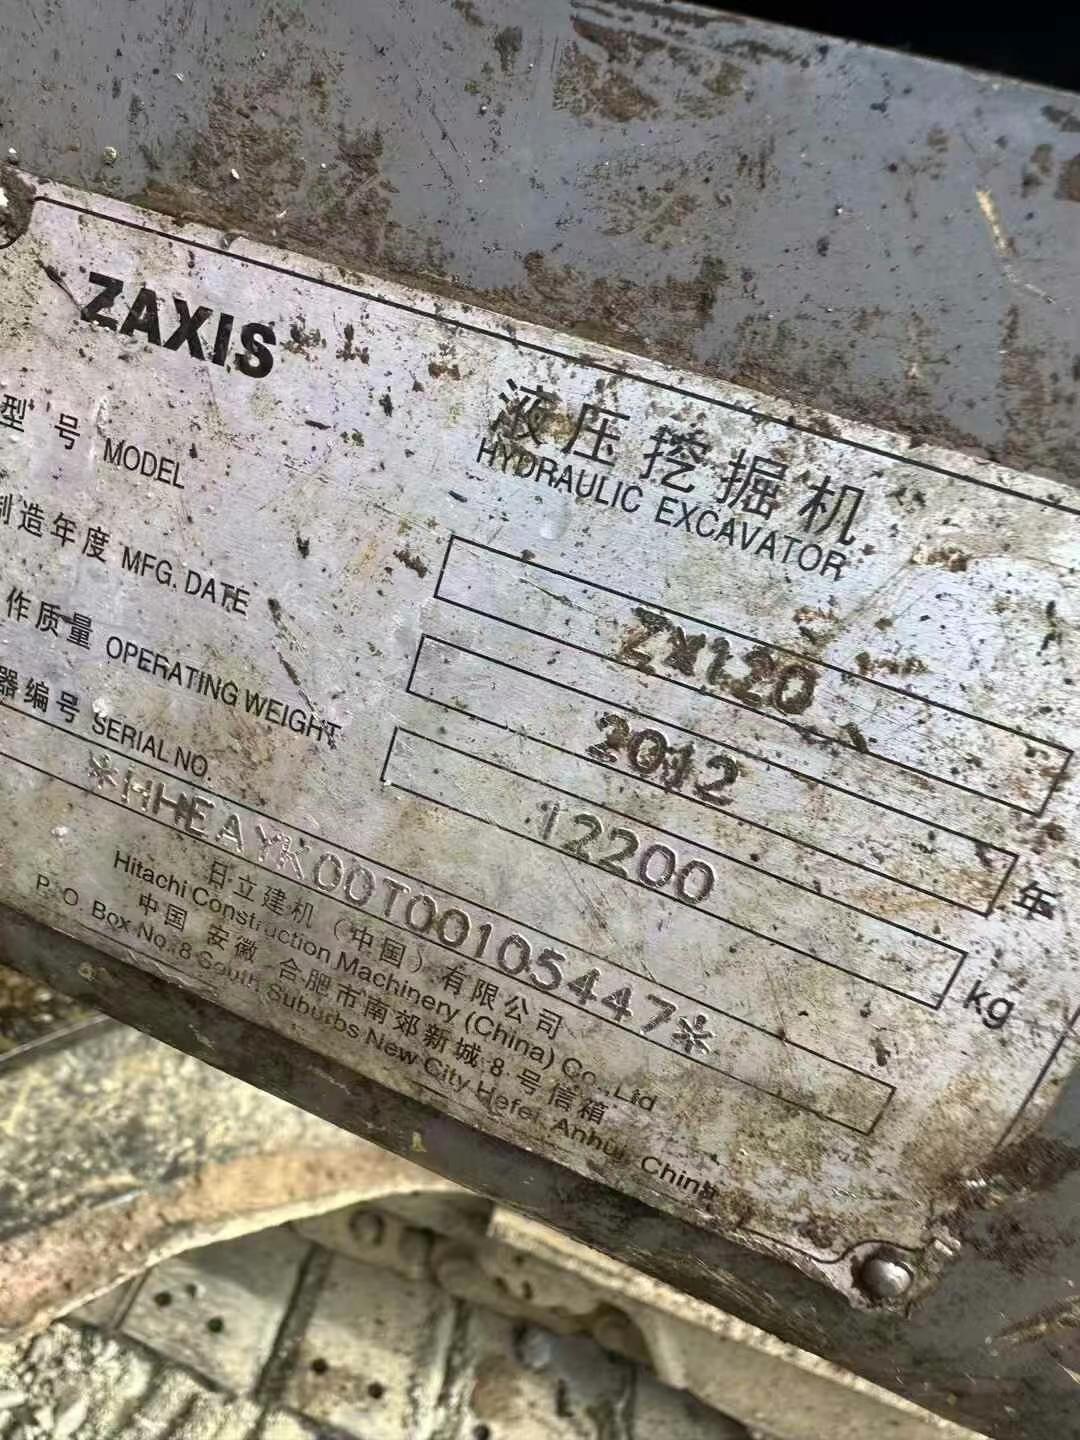 ZAXIS
液压挖掘机
HYDRAULIC EXCAVATOR
型号 MODEL ZX120
制造年度 MFG. DATE 2012 年
作质量 OPERATING WEIGHT 12200 kg
器编号 SERIAL NO. *HHEAYK00T00105447*
日立建机（中国）有限公司
Hitachi Construction Machinery (China) Co.,Ltd
中国 安徽 合肥市南郊新城8号信箱
P. O. Box No.8 South Suburbs New City Hefei, Anhui, China